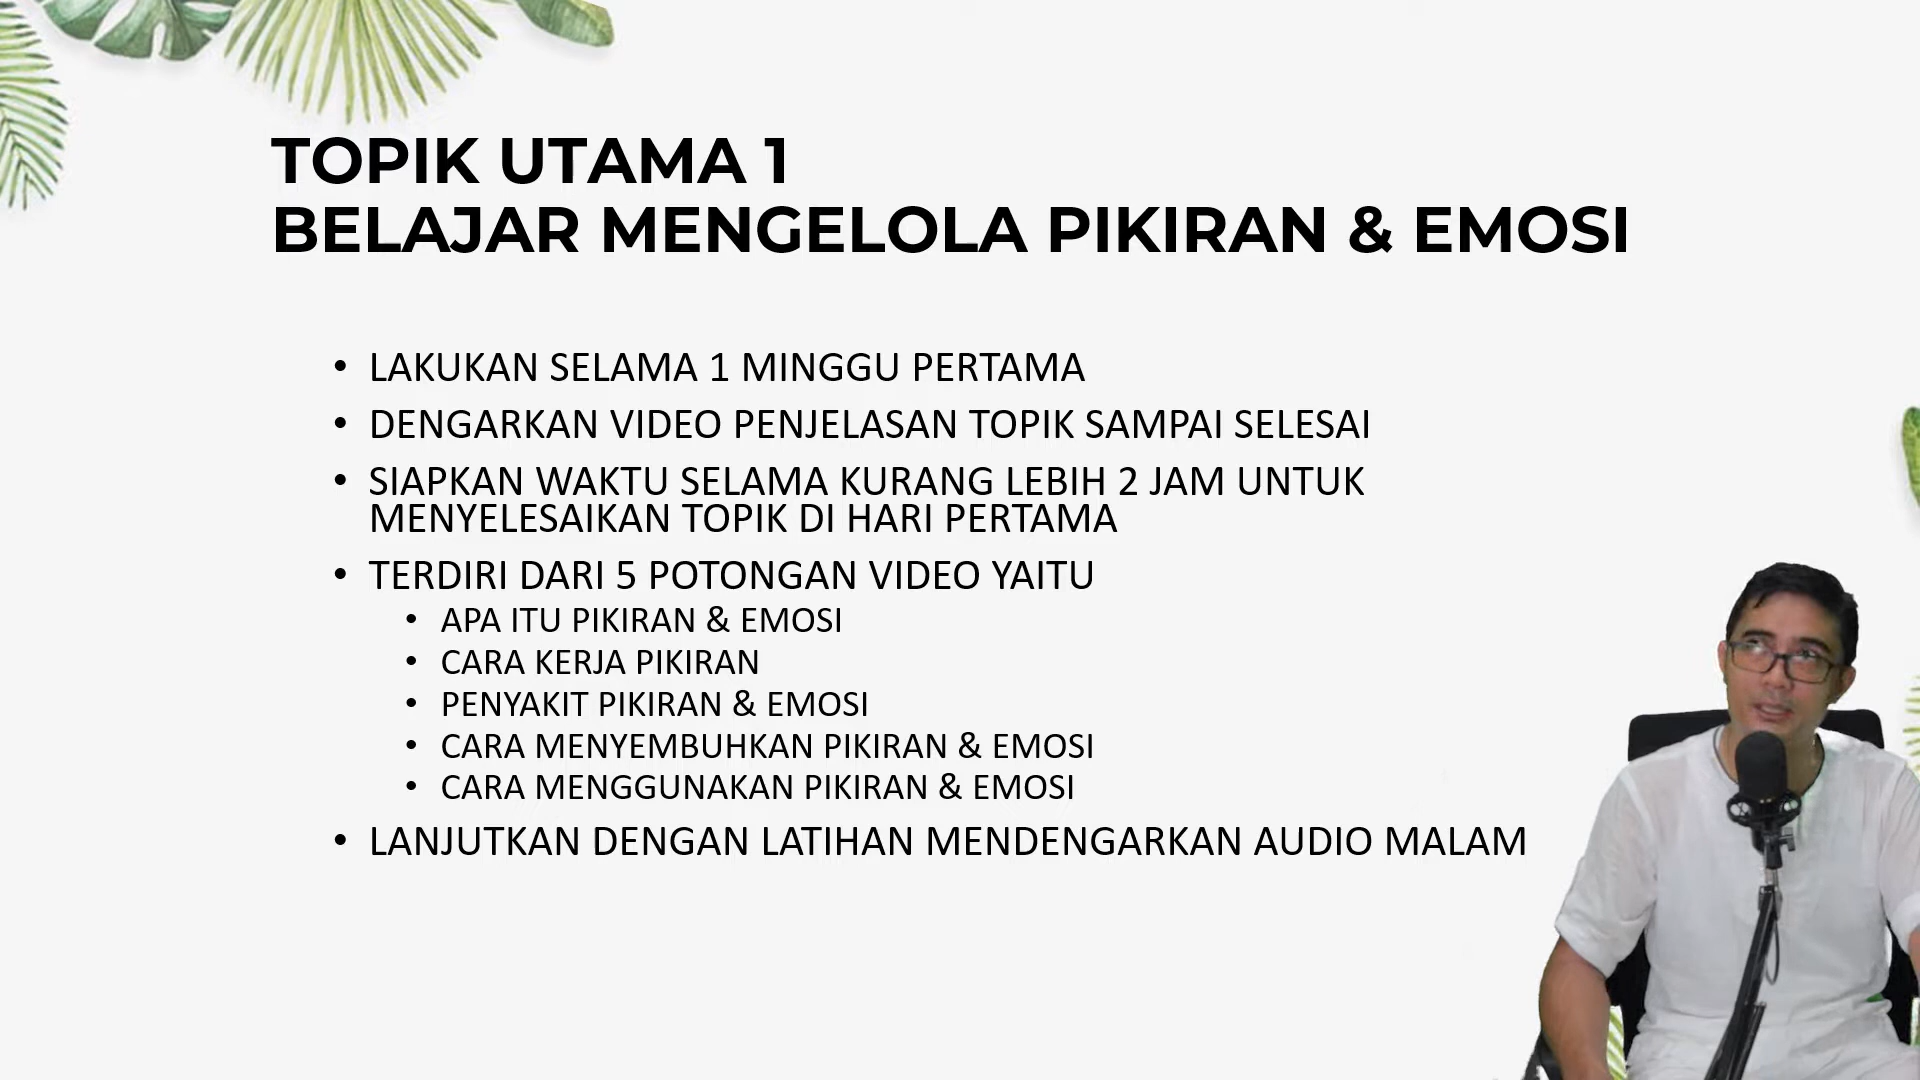 TOPIK UTAMA 1
BELAJAR MENGELOLA PIKIRAN & EMOSI
• LAKUKAN SELAMA 1 MINGGU PERTAMA
• DENGARKAN VIDEO PENJELASAN TOPIK SAMPAI SELESAI
• SIAPKAN WAKTU SELAMA KURANG LEBIH 2 JAM UNTUK
MENYELESAIKAN TOPIK DI HARI PERTAMA
• TERDIRI DARI 5 POTONGAN VIDEO YAITU
• APA ITU PIKIRAN & EMOSI
• CARA KERJA PIKIRAN
• PENYAKIT PIKIRAN & EMOSI
• CARA MENYEMBUHKAN PIKIRAN & EMOSI
• CARA MENGGUNAKAN PIKIRAN & EMOSI
• LANJUTKAN DENGAN LATIHAN MENDENGARKAN AUDIO MALAM